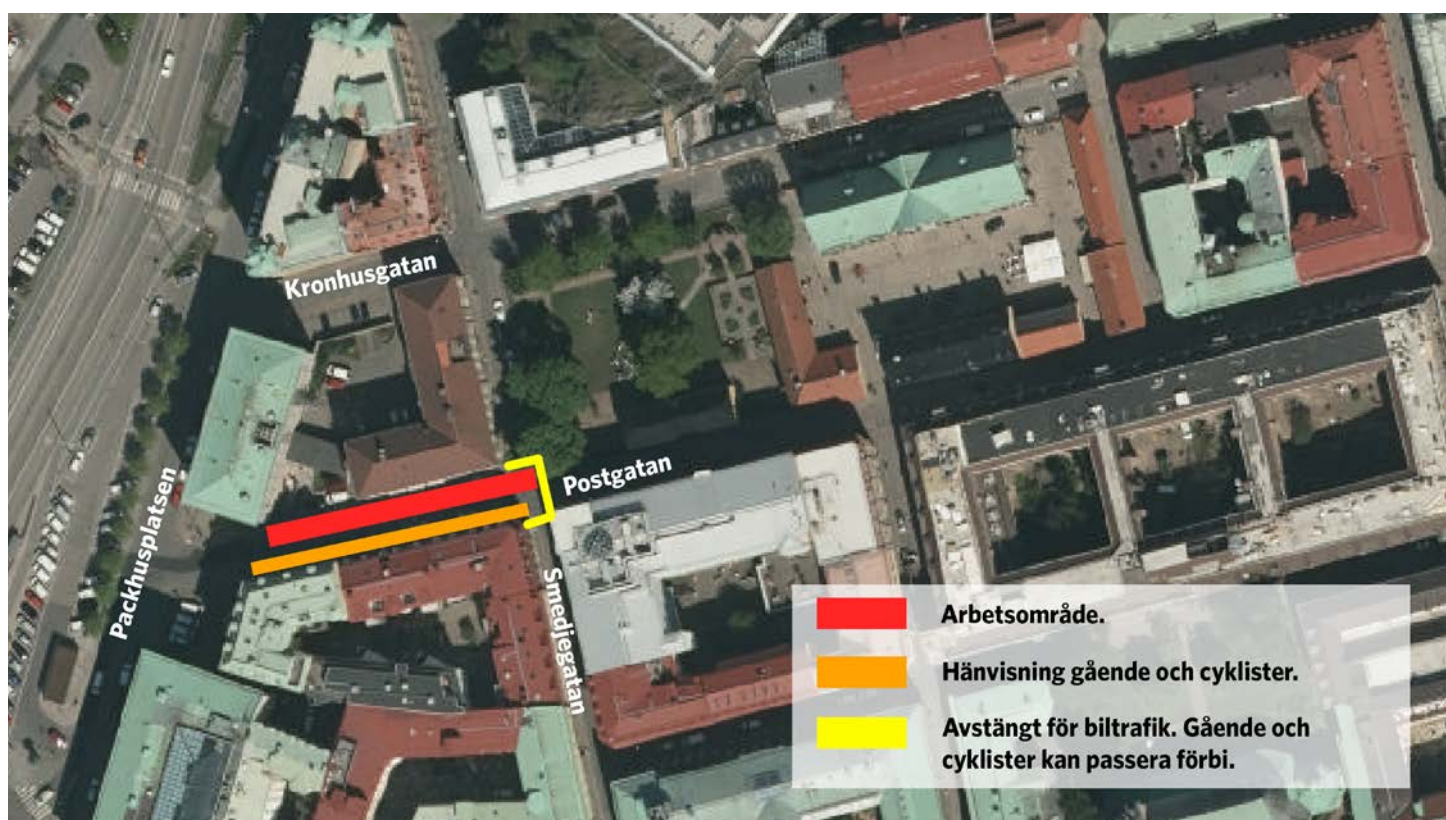 Kronhusgatan
Postgatan
Packhusplatsen
Smedjegatan
Arbetsområde.
Hänvisning gående och cyklister.
Avstängt för biltrafik. Gående och
cyklister kan passera förbi.